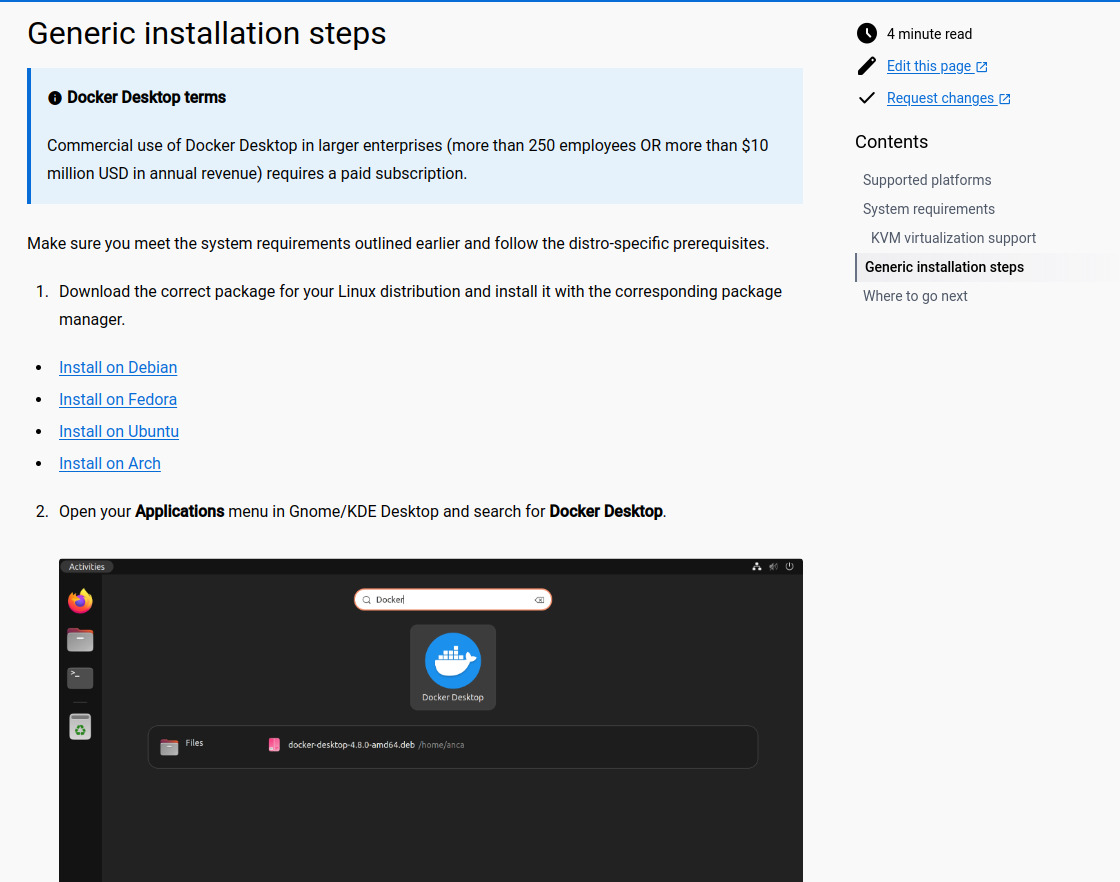 Generic installation steps
Docker Desktop terms
Commercial use of Docker Desktop in larger enterprises (more than 250 employees OR more than $10
million USD in annual revenue) requires a paid subscription.
Make sure you meet the system requirements outlined earlier and follow the distro-specific prerequisites.
1. Download the correct package for your Linux distribution and install it with the corresponding package
manager.
• Install on Debian
• Install on Fedora
• Install on Ubuntu
• Install on Arch
2. Open your Applications menu in Gnome/KDE Desktop and search for Docker Desktop.
Activities
Docker
>_
Docker Desktop
Files docker-desktop-4.8.0-amd64.deb /home/anca
4 minute read
Edit this page
Request changes
Contents
Supported platforms
System requirements
KVM virtualization support
Generic installation steps
Where to go next